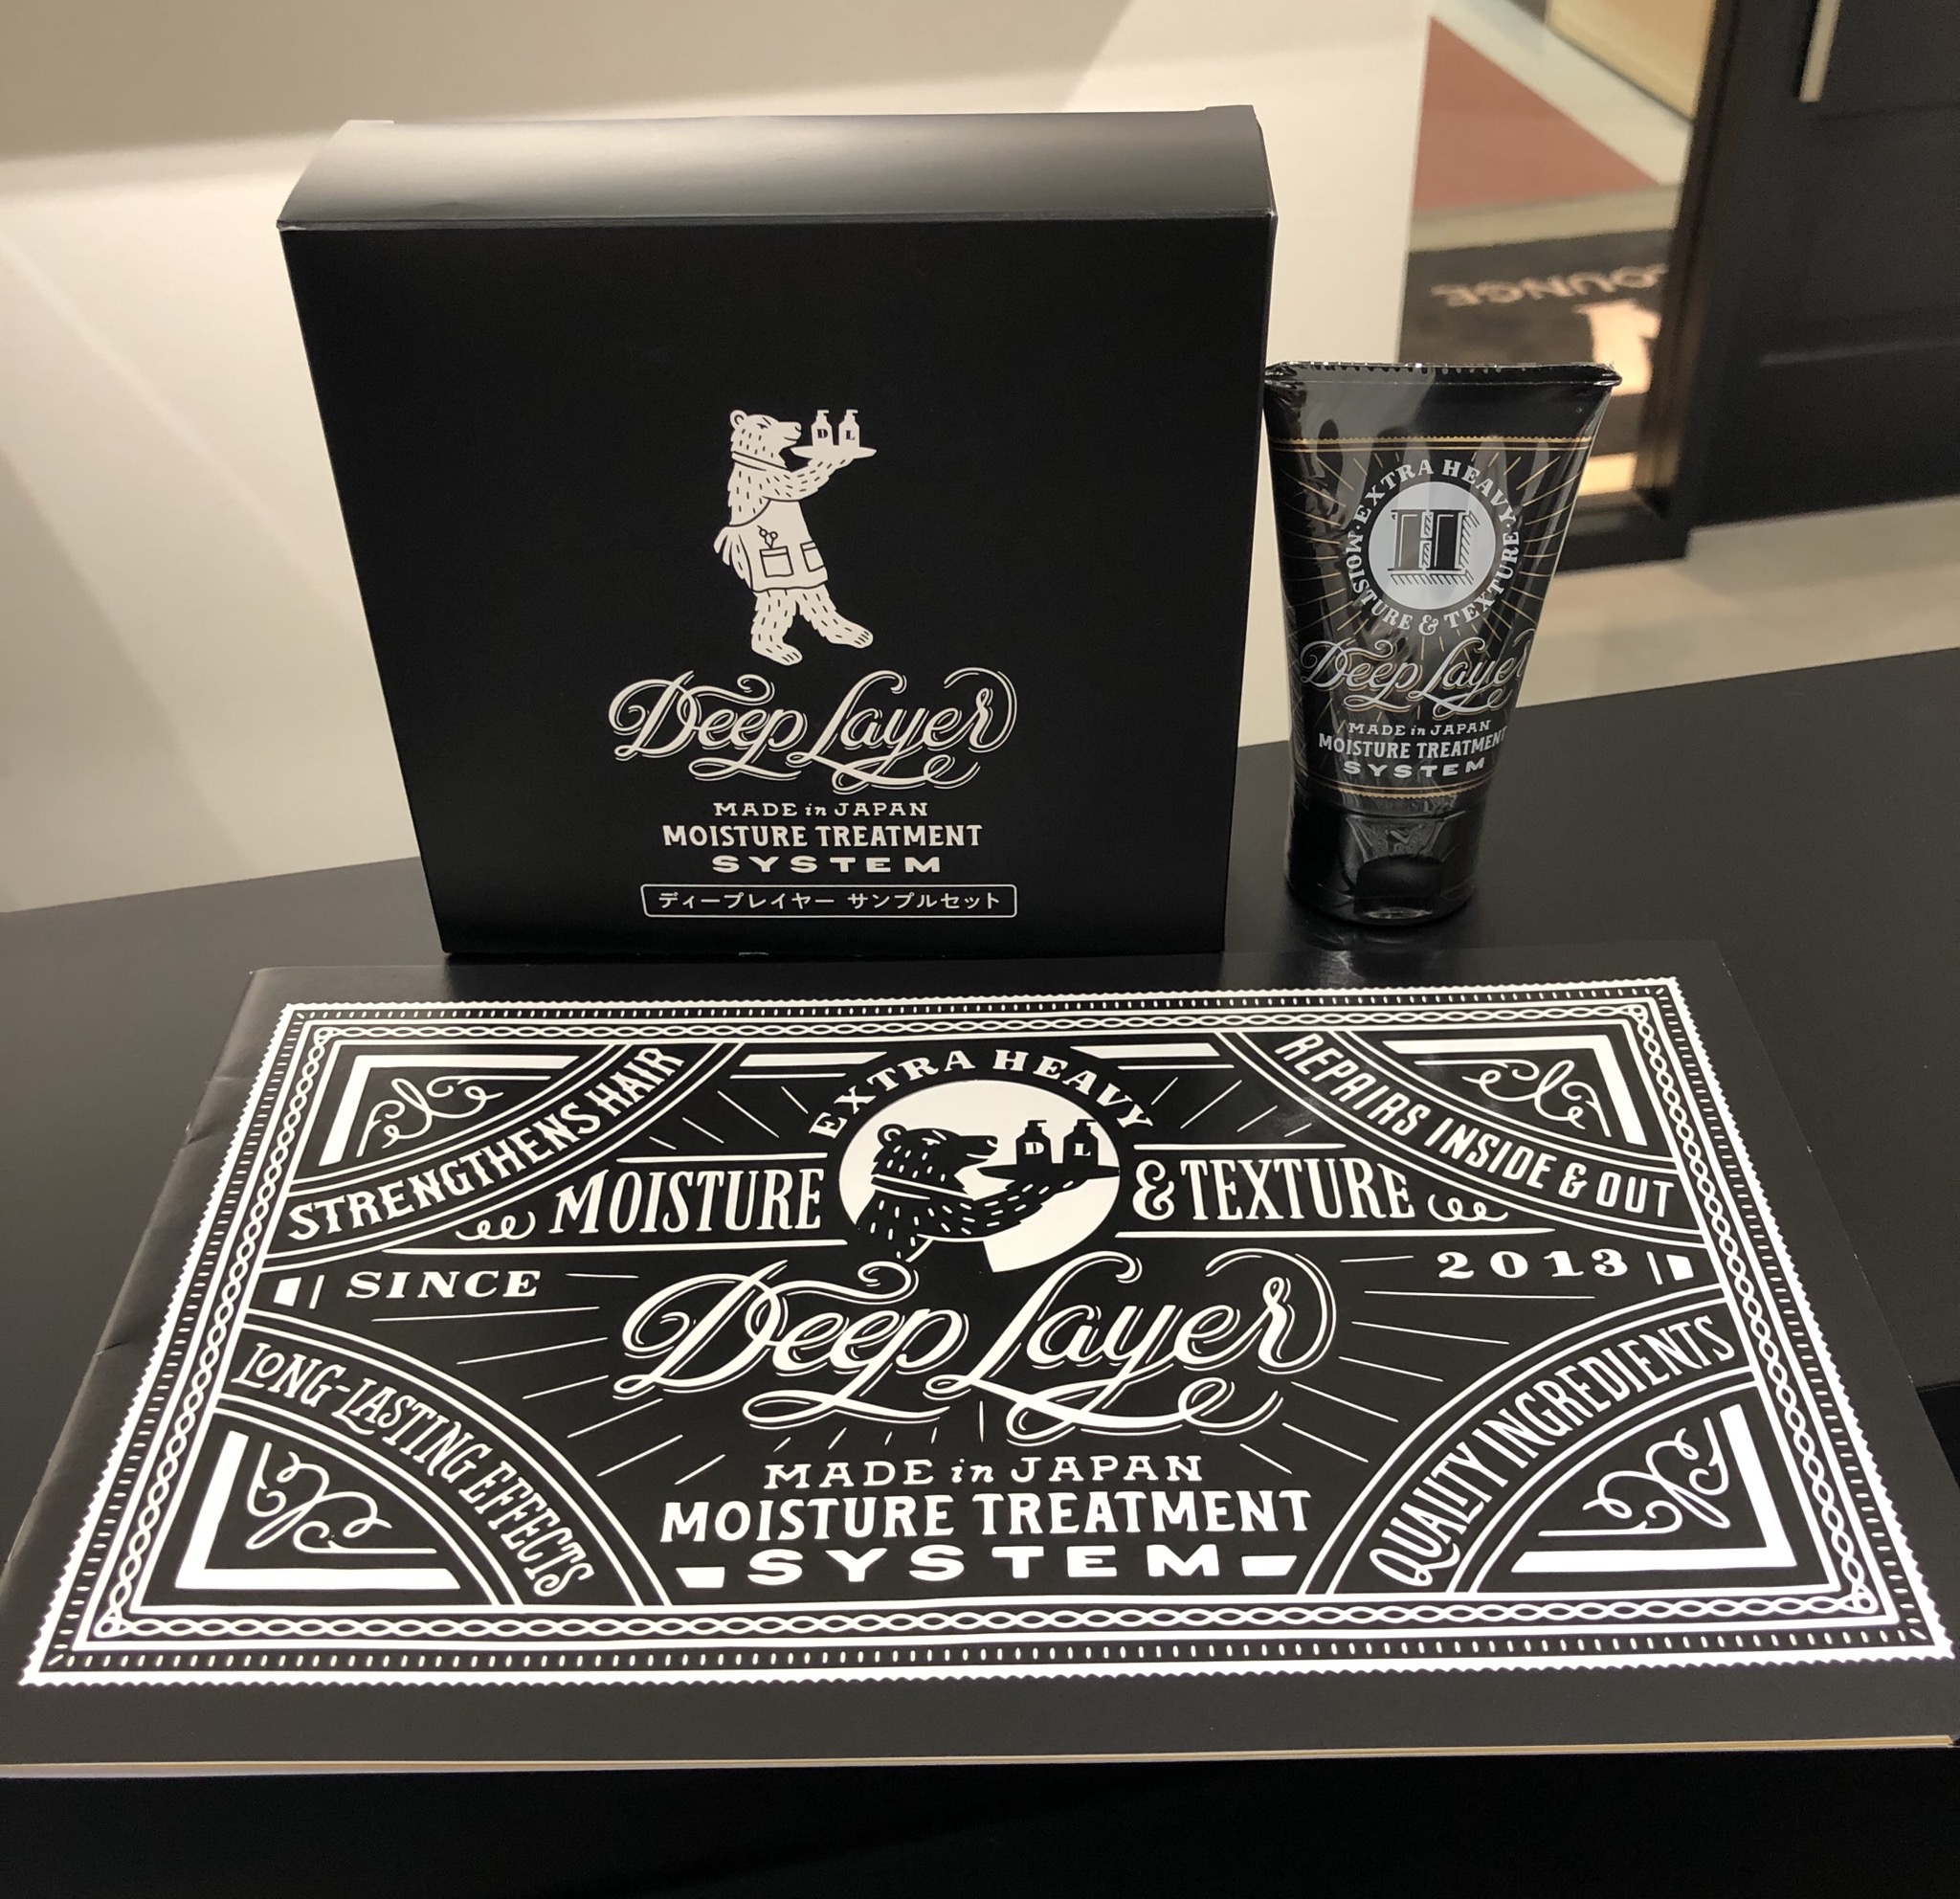 D L
Deep Layer
MADE in JAPAN
MOISTURE TREATMENT
SYSTEM
ディープレイヤー サンプルセット
EXTRA HEAVY
H
MOISTURE & TEXTURE
Deep Layer
MADE in JAPAN
MOISTURE TREATMENT
SYSTEM
STRENGTHENS HAIR
EXTRA HEAVY
REPAIRS INSIDE & OUT
D L
MOISTURE & TEXTURE
SINCE 2013
Deep Layer
LONG-LASTING EFFECTS
QUALITY INGREDIENTS
MADE in JAPAN
MOISTURE TREATMENT
SYSTEM